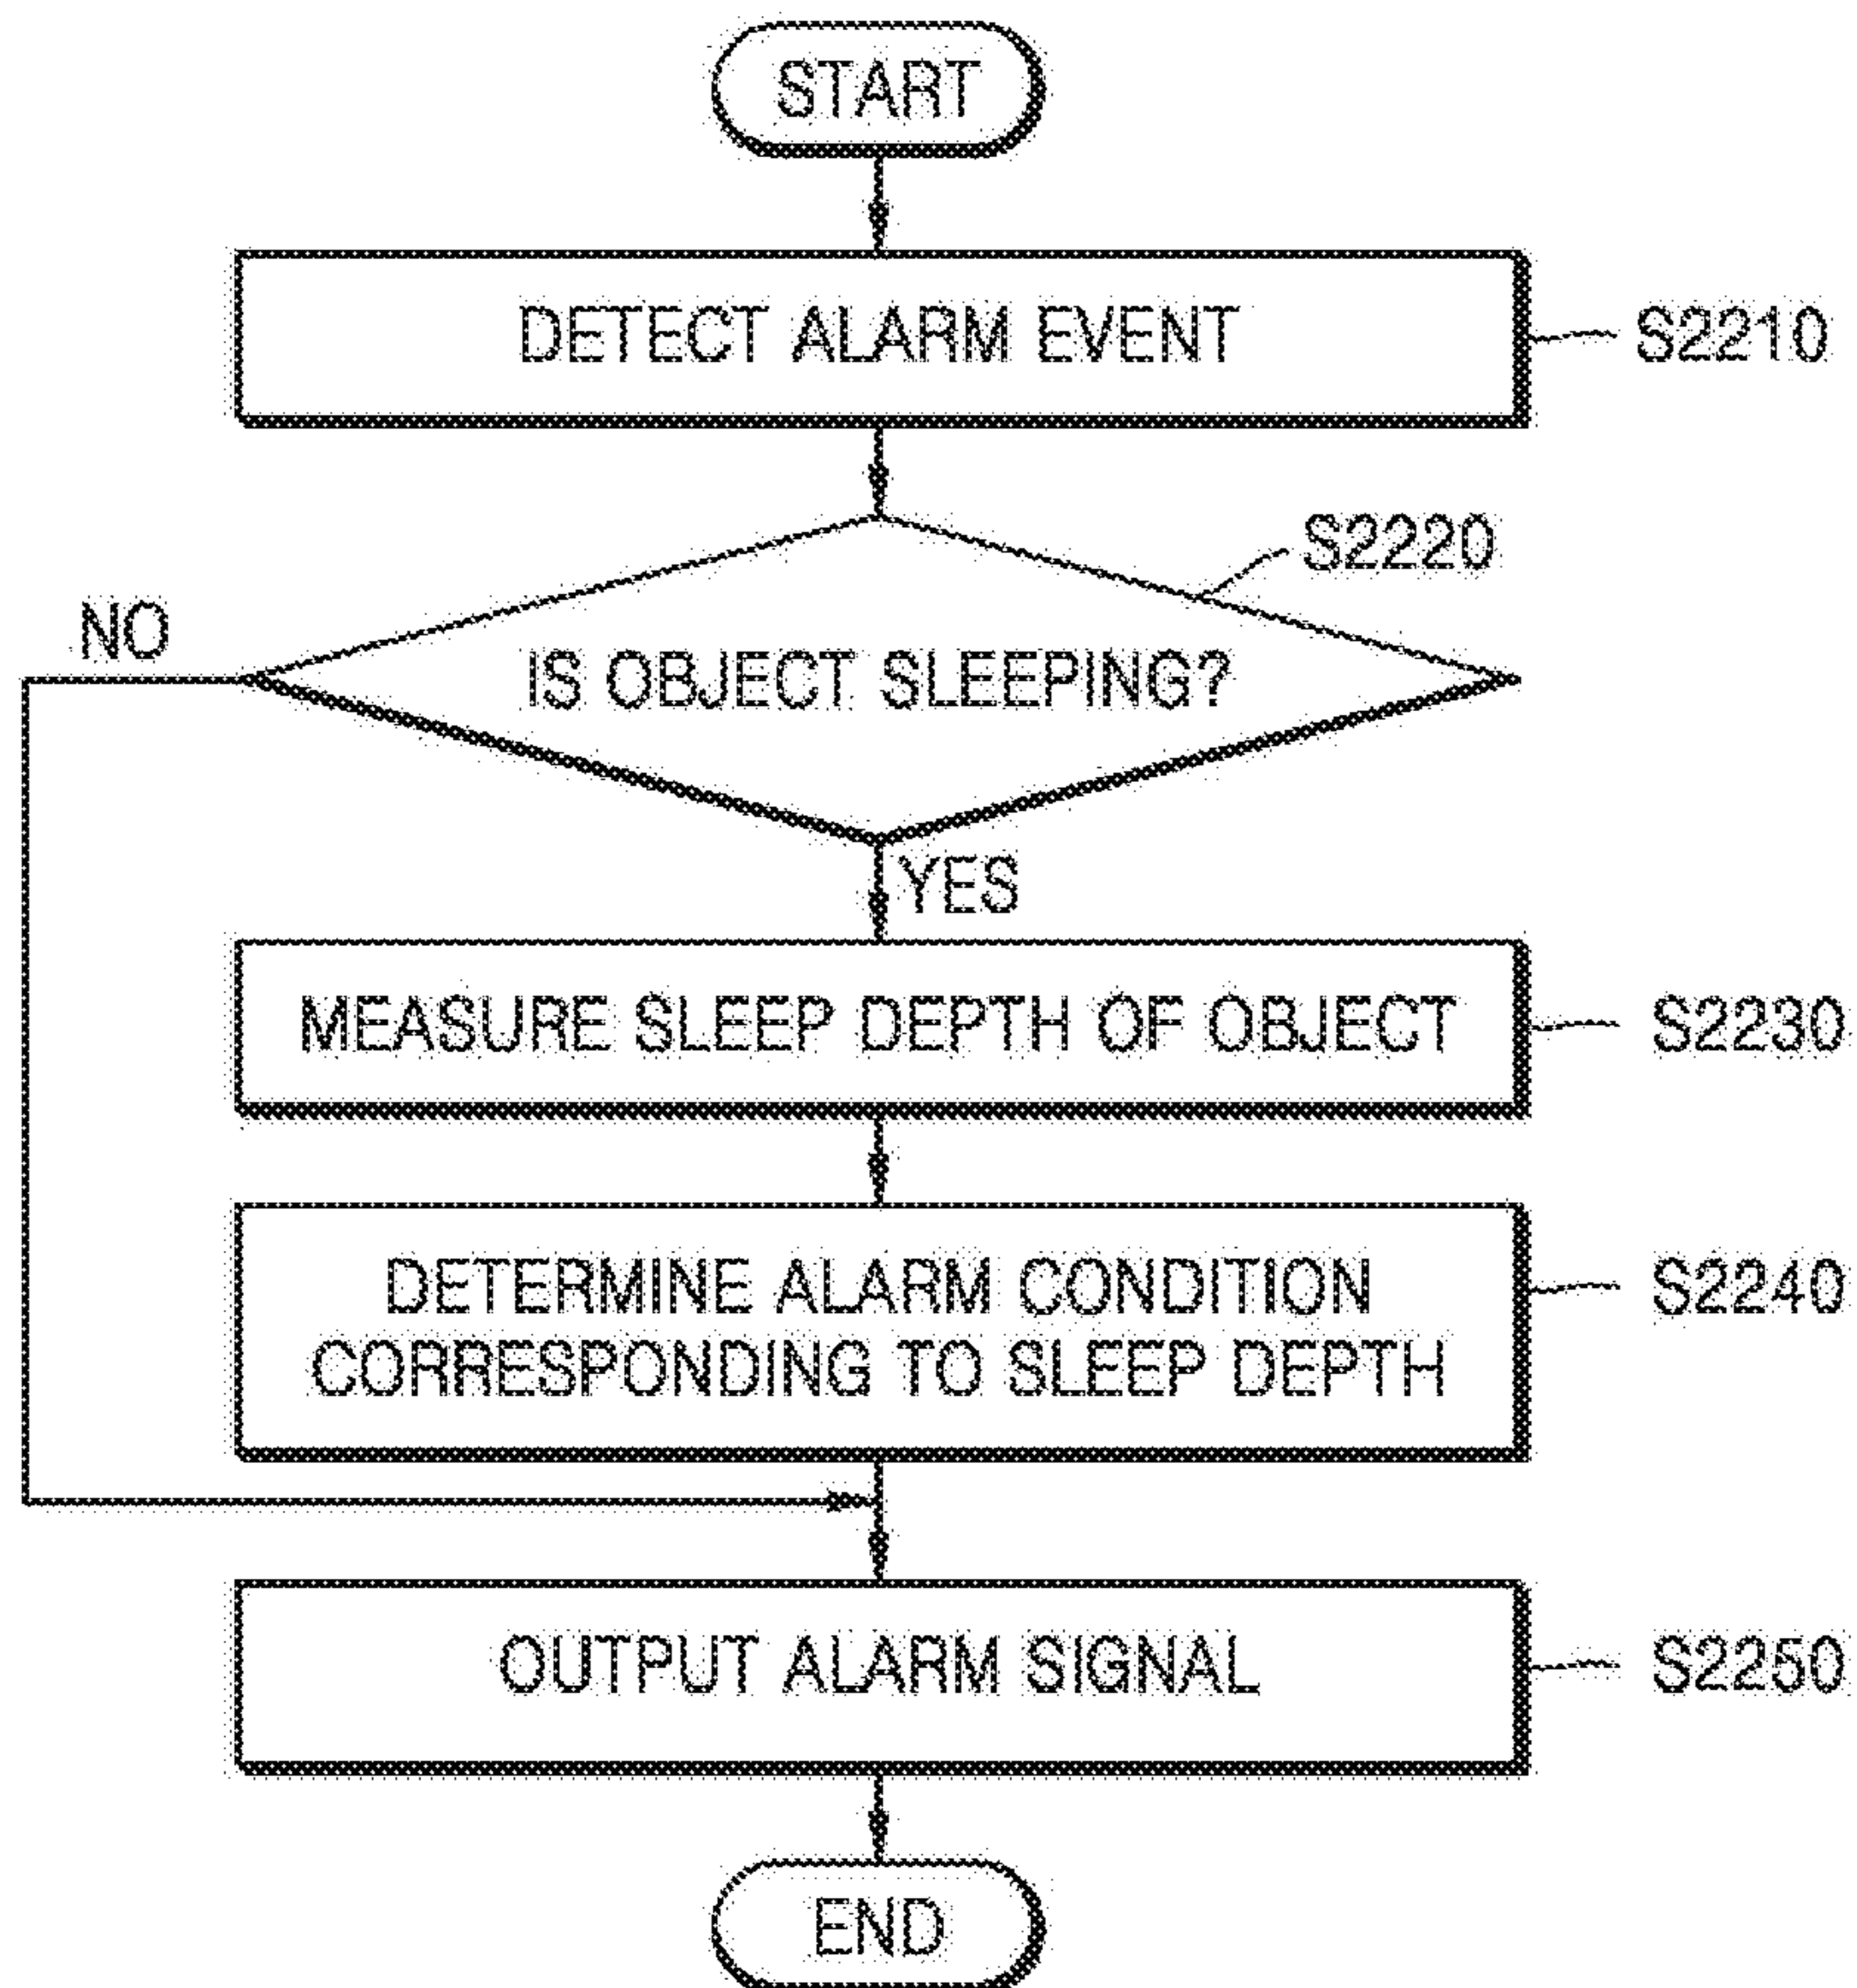 START
DETECT ALARM EVENT
S2210
S2220
NO
IS OBJECT SLEEPING?
YES
MEASURE SLEEP DEPTH OF OBJECT
S2230
DETERMINE ALARM CONDITION
CORRESPONDING TO SLEEP DEPTH
S2240
OUTPUT ALARM SIGNAL
S2250
END